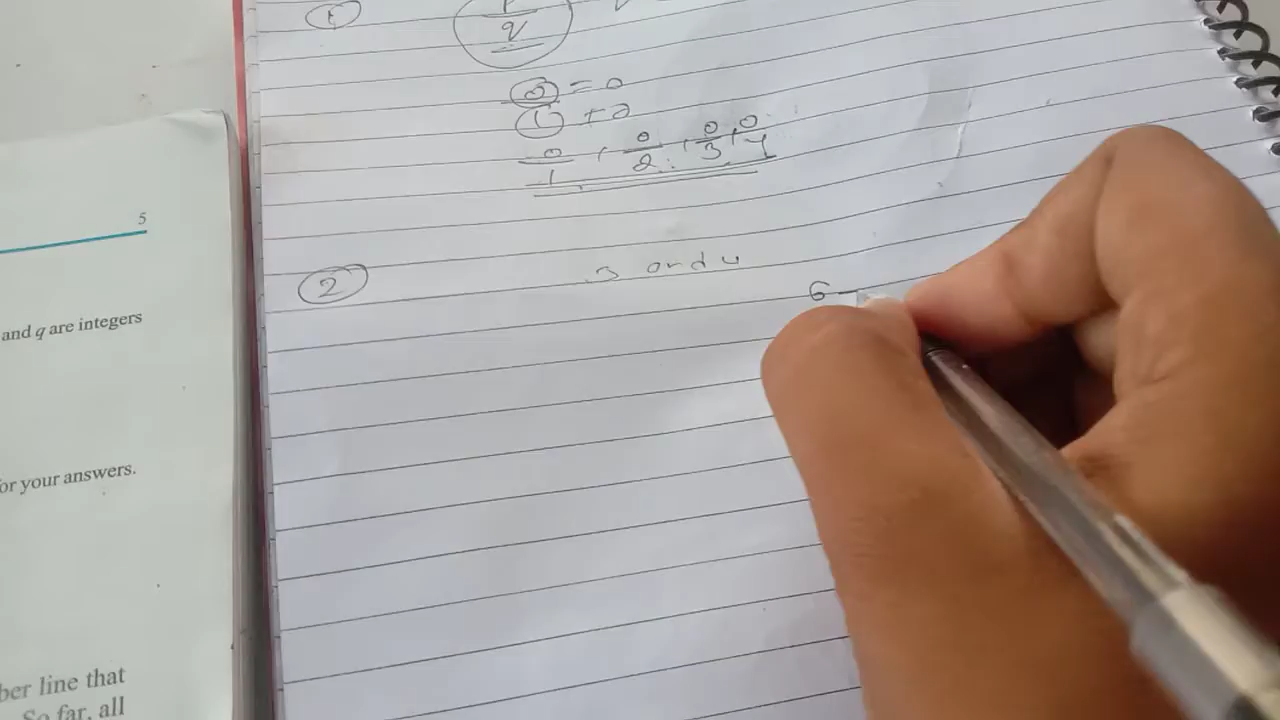 5
and q are integers
for your answers.
ber line that
So far, all
1
q
0 = 0
1 + 0
0/1 , 0/2 , 0/3 , 0/4
2
3 and 4
6 -